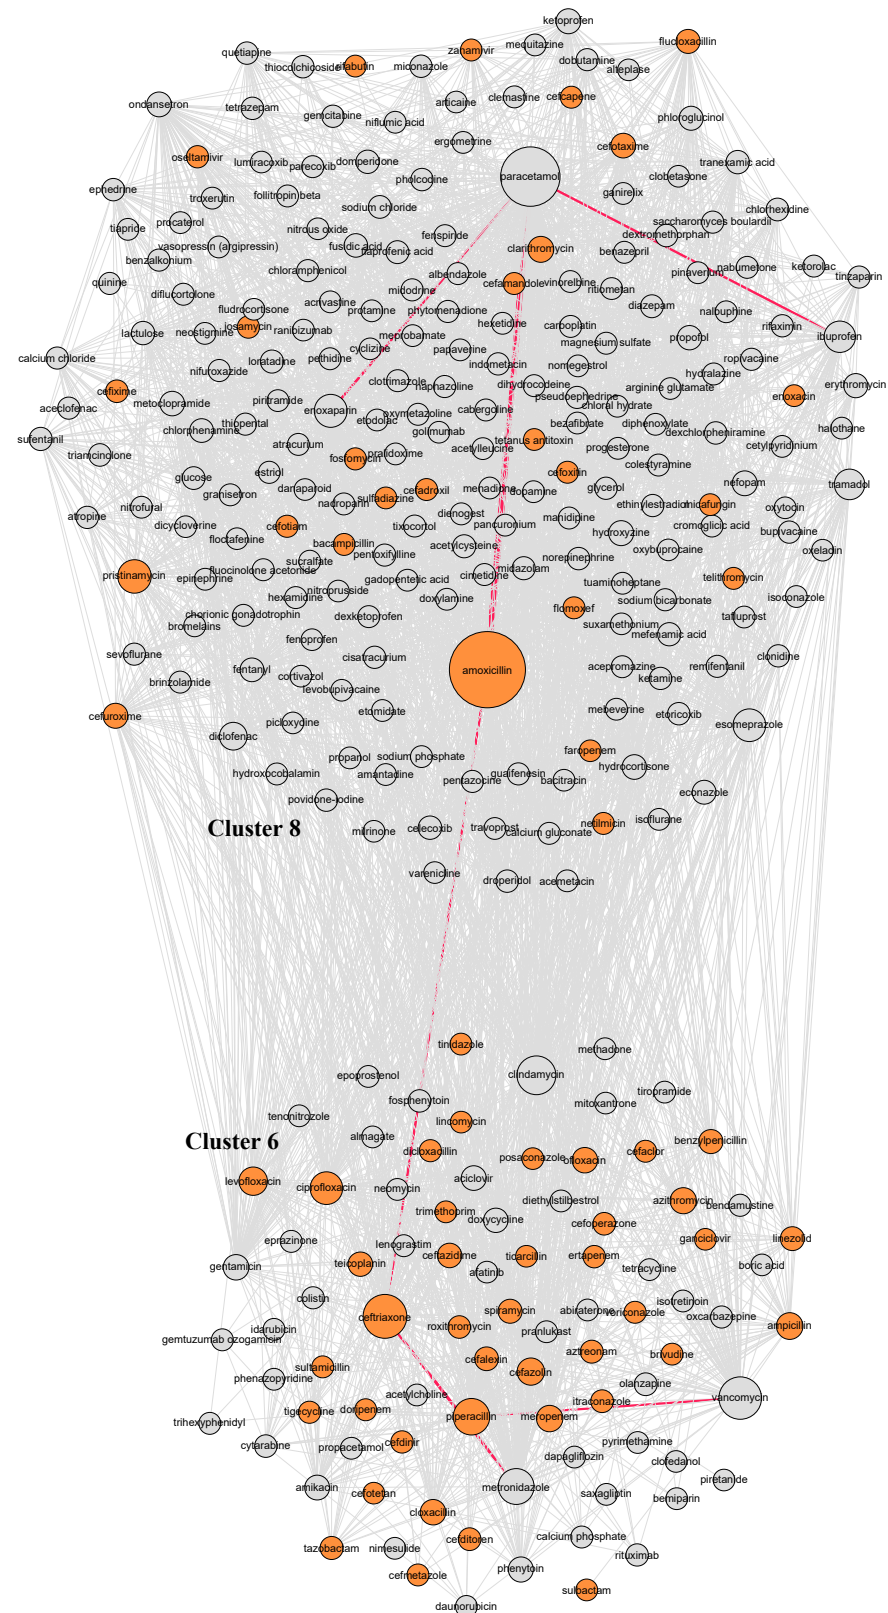 ketoprofen
quetiapine
zanamivir
mequitazine
flucloxacillin
thiocolchicoside
rifabutin
miconazole
dobutamine
alteplase
ondansetron
tetrazepam
gemcitabine
niflumic acid
articaine
clemastine
cefcapene
phloroglucinol
ergometrine
cefotaxime
oseltamivir
lumiracoxib
parecoxib
domperidone
pholcodine
paracetamol
clobetasone
tranexamic acid
ephedrine
troxerutin
follitropin beta
sodium chloride
ganirelix
chlorhexidine
tiapride
procaterol
nitrous oxide
fenspiride
saccharomyces boulardii
dextromethorphan
vasopressin (argipressin)
fusidic acid
niaprofenic acid
clarithromycin
benazepril
benzalkonium
chloramphenicol
albendazole
pinaverium
nabumetone
ketorolac
tinzaparin
quinine
diflucortolone
midodrine
cefamandole
vinorelbine
tiritometan
fludrocortisone
acrivastine
protamine
phytomenadione
diazepam
nalbuphine
lactulose
neostigmine
josamycin
ranibizumab
meprobamate
hexetidine
carboplatin
propofol
rifaximin
ibuprofen
calcium chloride
nifuroxazide
loratadine
pethidine
cyclizine
papaverine
magnesium sulfate
ropivacaine
indometacin
nomegestrol
hydralazine
cefixime
piritramide
clotrimazole
naphazoline
dihydrocodeine
arginine glutamate
erythromycin
aceclofenac
metoclopramide
enoxaparin
pseudoephedrine
enoxacin
etodolac
oxymetazoline
cabergoline
chloral hydrate
sufentanil
chlorphenamine
thiopental
golimumab
bezafibrate
diphenoxylate
halothane
triamcinolone
atracurium
pralidoxime
tetanus antitoxin
dexchlorpheniramine
acetylleucine
progesterone
cetylpyridinium
fosfomycin
cefoxitin
colestyramine
glucose
estriol
danaparoid
cefadroxil
menadione
glycerol
nefopam
tramadol
granisetron
nadroparin
sulfadiazine
dopamine
nitrofural
ethinylestradiol
micafungin
oxytocin
atropine
dicycloverine
cefotiam
tixocortol
dienogest
manidipine
cromoglicic acid
bupivacaine
floctafenine
bacampicillin
pancuronium
hydroxyzine
pentoxifylline
acetylcysteine
oxybuprocaine
oxeladin
sucralfate
norepinephrine
pristinamycin
epinephrine
fluocinolone acetonide
gadopentetic acid
cimetidine
midazolam
tuaminoheptane
telithromycin
nitroprusside
hexamidine
doxylamine
sodium bicarbonate
isoconazole
chorionic gonadotrophin
dexketoprofen
flomoxef
tafluprost
bromelains
suxamethonium
mefenamic acid
fenoprofen
sevoflurane
cisatracurium
clonidine
fentanyl
amoxicillin
acepromazine
remifentanil
brinzolamide
cortivazol
ketamine
levobupivacaine
cefuroxime
picloxydine
etomidate
mebeverine
etoricoxib
esomeprazole
diclofenac
faropenem
propanol
sodium phosphate
hydrocortisone
hydroxocobalamin
amantadine
pentazocine
guaifenesin
bacitracin
econazole
povidone-iodine
Cluster 8
milrinone
celecoxib
travoprost
calcium gluconate
netilmicin
isoflurane
varenicline
droperidol
acemetacin
tinidazole
methadone
epoprostenol
clindamycin
tiropramide
fosphenytoin
mitoxantrone
tenonitrozole
lincomycin
Cluster 6
almagate
benzylpenicillin
dicloxacillin
posaconazole
ofloxacin
cefaclor
levofloxacin
ciprofloxacin
neomycin
aciclovir
diethylstilbestrol
azithromycin
bendamustine
trimethoprim
doxycycline
cefoperazone
eprazinone
lenograstim
ganciclovir
linezolid
gentamicin
teicoplanin
ceftazidime
ticarcillin
ertapenem
afatinib
tetracycline
boric acid
colistin
isotretinoin
ceftriaxone
spiramycin
abiraterone
voriconazole
oxcarbazepine
ampicillin
idarubicin
roxithromycin
pranlukast
gemtuzumab ozogamicin
sultamicillin
cefalexin
cefazolin
aztreonam
brivudine
phenazopyridine
acetylcholine
olanzapine
vancomycin
itraconazole
trihexyphenidyl
tigecycline
doripenem
piperacillin
meropenem
cytarabine
propacetamol
cefdinir
pyrimethamine
dapagliflozin
clofedanol
amikacin
cefotetan
metronidazole
piretanide
saxagliptin
bemiparin
cloxacillin
tazobactam
nimesulide
cefditoren
calcium phosphate
rituximab
cefmetazole
phenytoin
sulbactam
daunorubicin